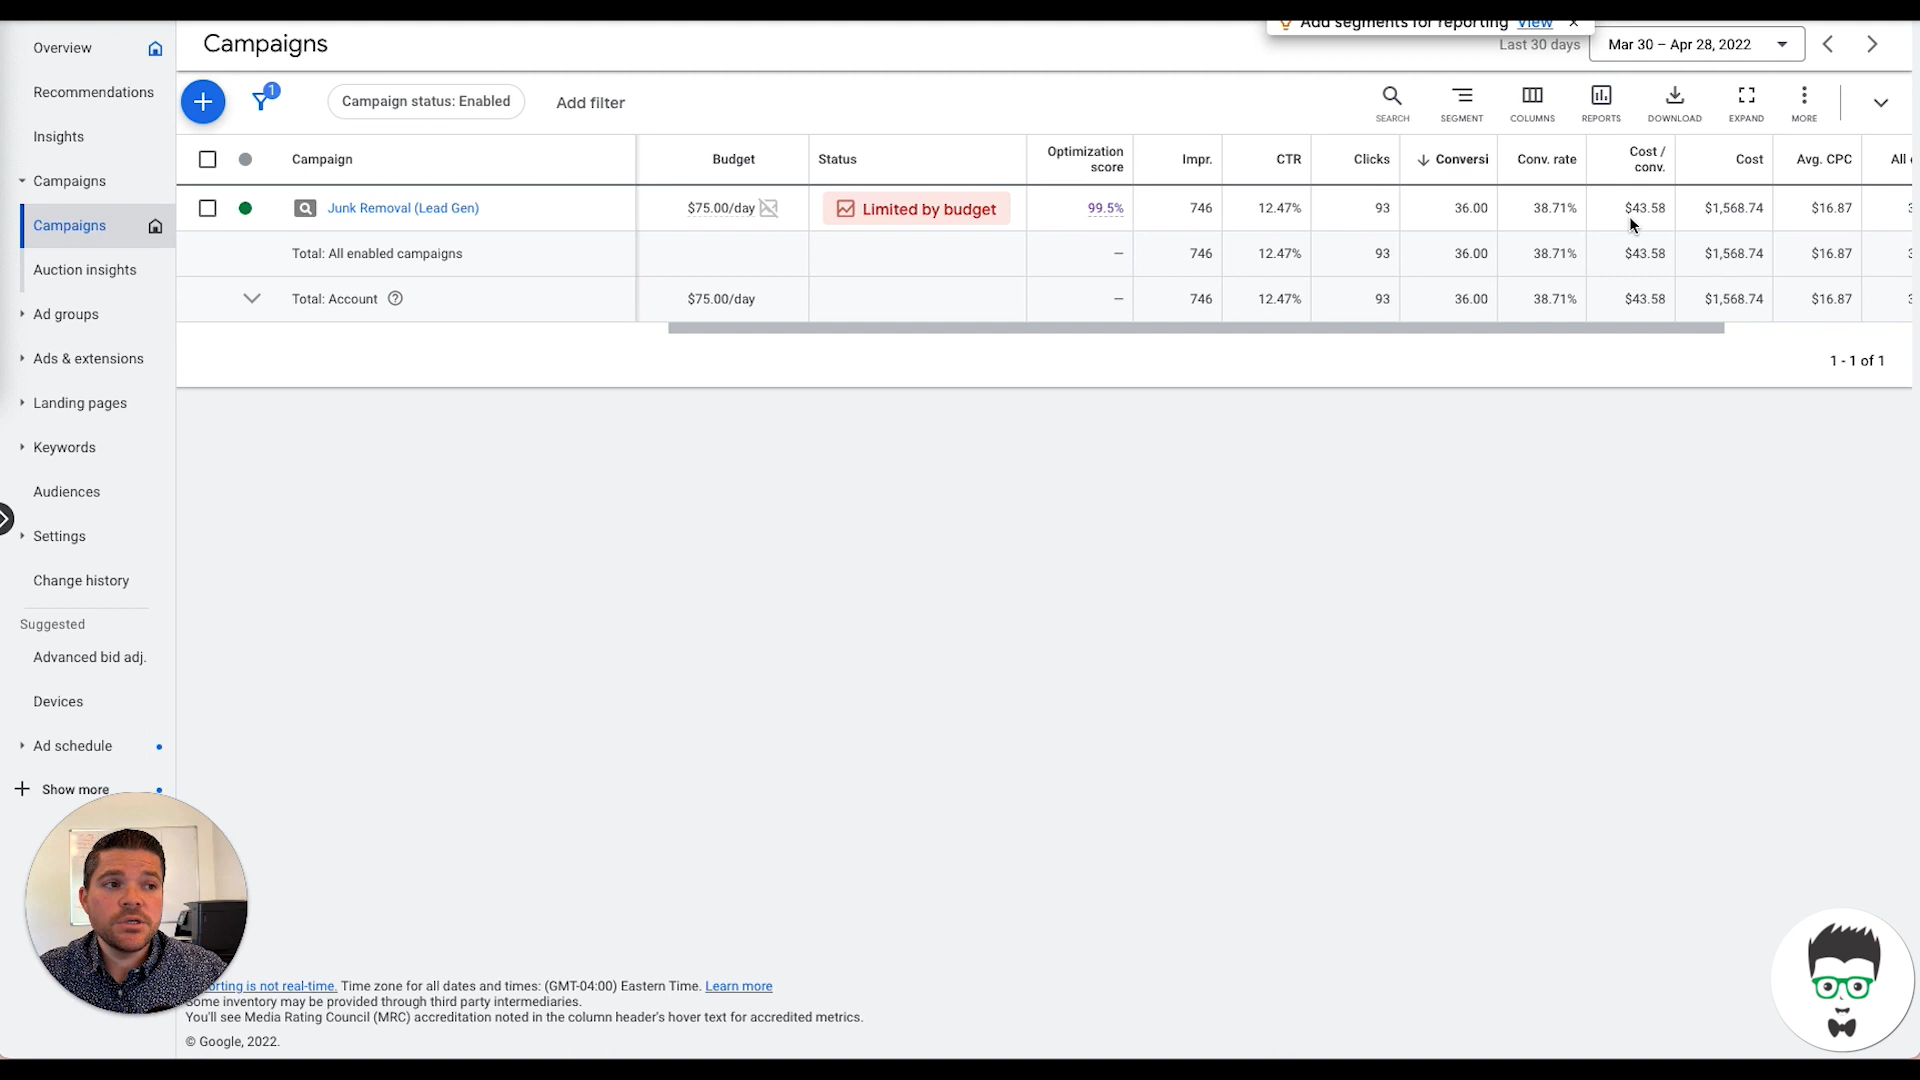 Add segments for reporting View ×
Overview
Campaigns
Last 30 days
Mar 30 – Apr 28, 2022
Recommendations
1
Campaign status: Enabled
Add filter
SEARCH
SEGMENT
COLUMNS
REPORTS
DOWNLOAD
EXPAND
MORE
Insights
Campaigns
Campaign
Budget
Status
Optimization score
Impr.
CTR
Clicks
Conversi
Conv. rate
Cost / conv.
Cost
Avg. CPC
All
Junk Removal (Lead Gen)
$75.00/day
Limited by budget
99.5%
746
12.47%
93
36.00
38.71%
$43.58
$1,568.74
$16.87
Total: All enabled campaigns
–
746
12.47%
93
36.00
38.71%
$43.58
$1,568.74
$16.87
Total: Account
$75.00/day
–
746
12.47%
93
36.00
38.71%
$43.58
$1,568.74
$16.87
1 - 1 of 1
Campaigns
Auction insights
Ad groups
Ads & extensions
Landing pages
Keywords
Audiences
Settings
Change history
Suggested
Advanced bid adj.
Devices
Ad schedule
Show more
is not real-time. Time zone for all dates and times: (GMT-04:00) Eastern Time. Learn more
Some inventory may be provided through third party intermediaries.
You'll see Media Rating Council (MRC) accreditation noted in the column header's hover text for accredited metrics.
© Google, 2022.